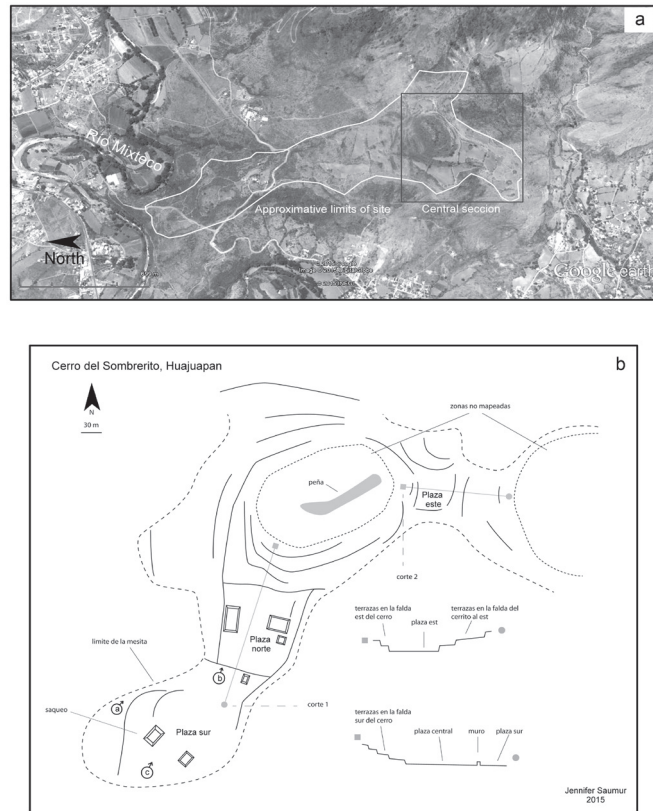 a
Río Mixteco
Approximative limits of site
Central seccion
North
Google earth
b
Cerro del Sombrerito, Huajuapan
N
30 m
zonas no mapeadas
peña
Plaza
este
corte 2
terrazas en la falda
est del cerro
plaza est
terrazas en la falda del
cerrito al est
límite de la mesita
Plaza
norte
b
a
saqueo
Plaza sur
c
corte 1
terrazas en la falda
sur del cerro
plaza central
muro
plaza sur
Jennifer Saumur
2015